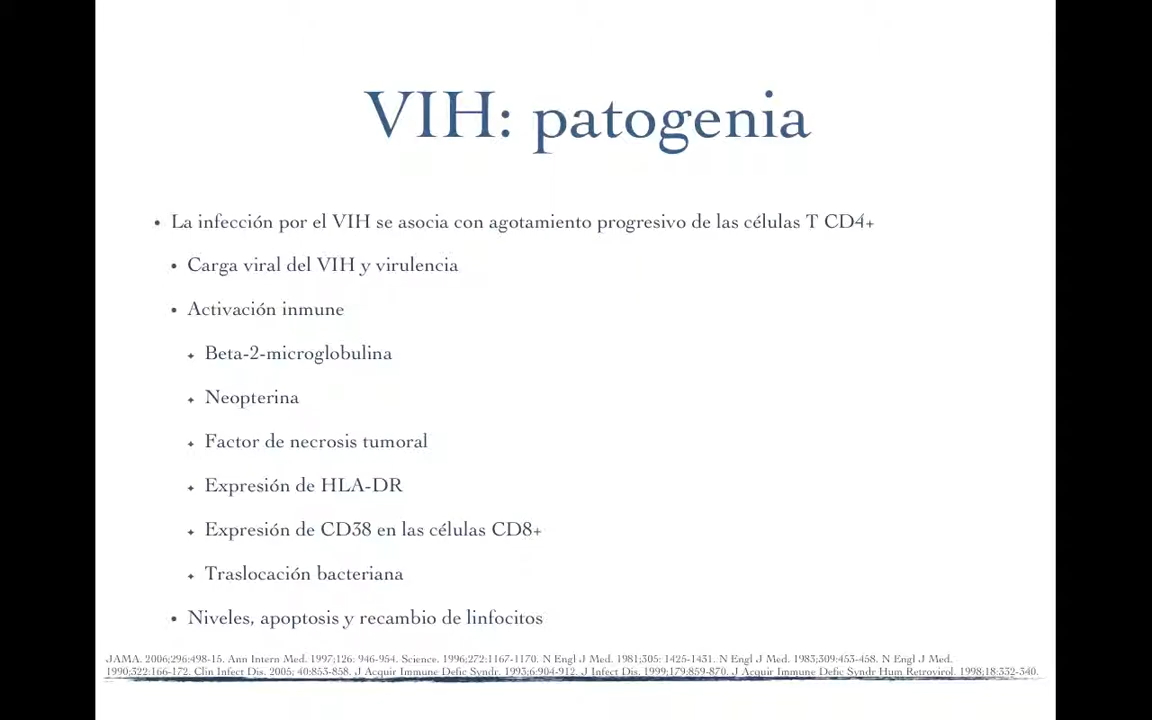 VIH: patogenia
• La infección por el VIH se asocia con agotamiento progresivo de las células T CD4+
• Carga viral del VIH y virulencia
• Activación inmune
✦ Beta-2-microglobulina
✦ Neopterina
✦ Factor de necrosis tumoral
✦ Expresión de HLA-DR
✦ Expresión de CD38 en las células CD8+
✦ Traslocación bacteriana
• Niveles, apoptosis y recambio de linfocitos
JAMA. 2006;296:498-15. Ann Intern Med. 1997;126: 946-954. Science. 1996;272:1167-1170. N Engl J Med. 1981;305: 1425-1431. N Engl J Med. 1983;309:453-458. N Engl J Med.
1990;322:166-172. Clin Infect Dis. 2005; 40:853-858. J Acquir Immune Defic Syndr. 1993;6:904-912. J Infect Dis. 1999;179:859-870. J Acquir Immune Defic Syndr Hum Retrovirol. 1998;18:332-340.